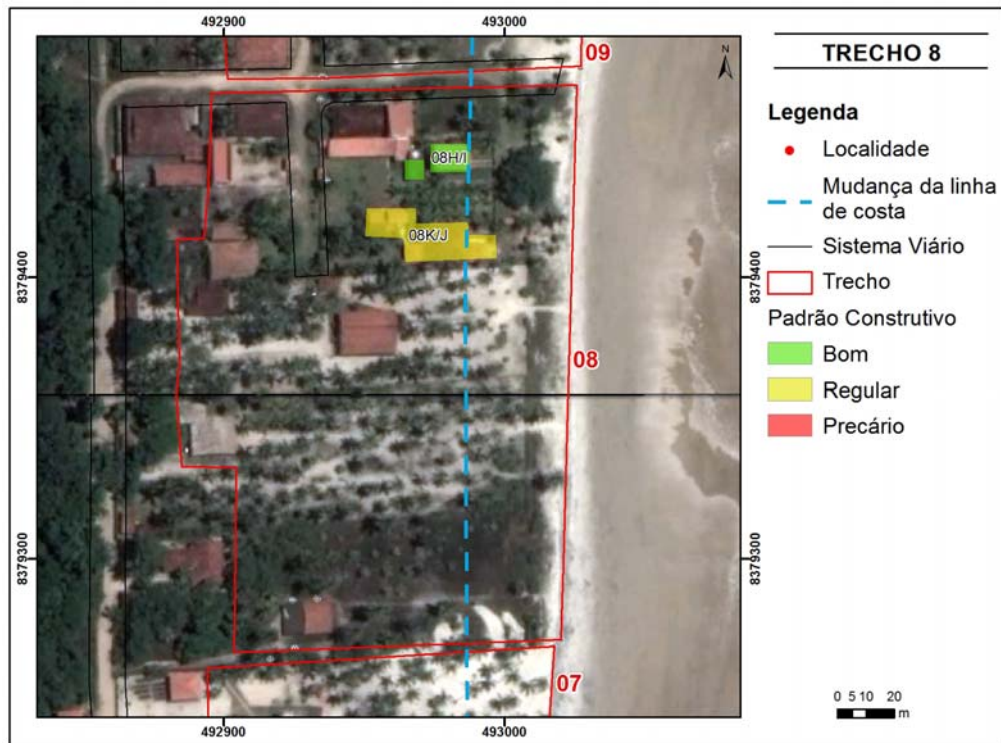 492900
493000
N
TRECHO 8
09
Legenda
Localidade
Mudança da linha
de costa
Sistema Viário
Trecho
Padrão Construtivo
Bom
Regular
Precário
08H/I
08K/J
8379400
8379400
08
8379300
8379300
07
492900
493000
0 5 10 20
m